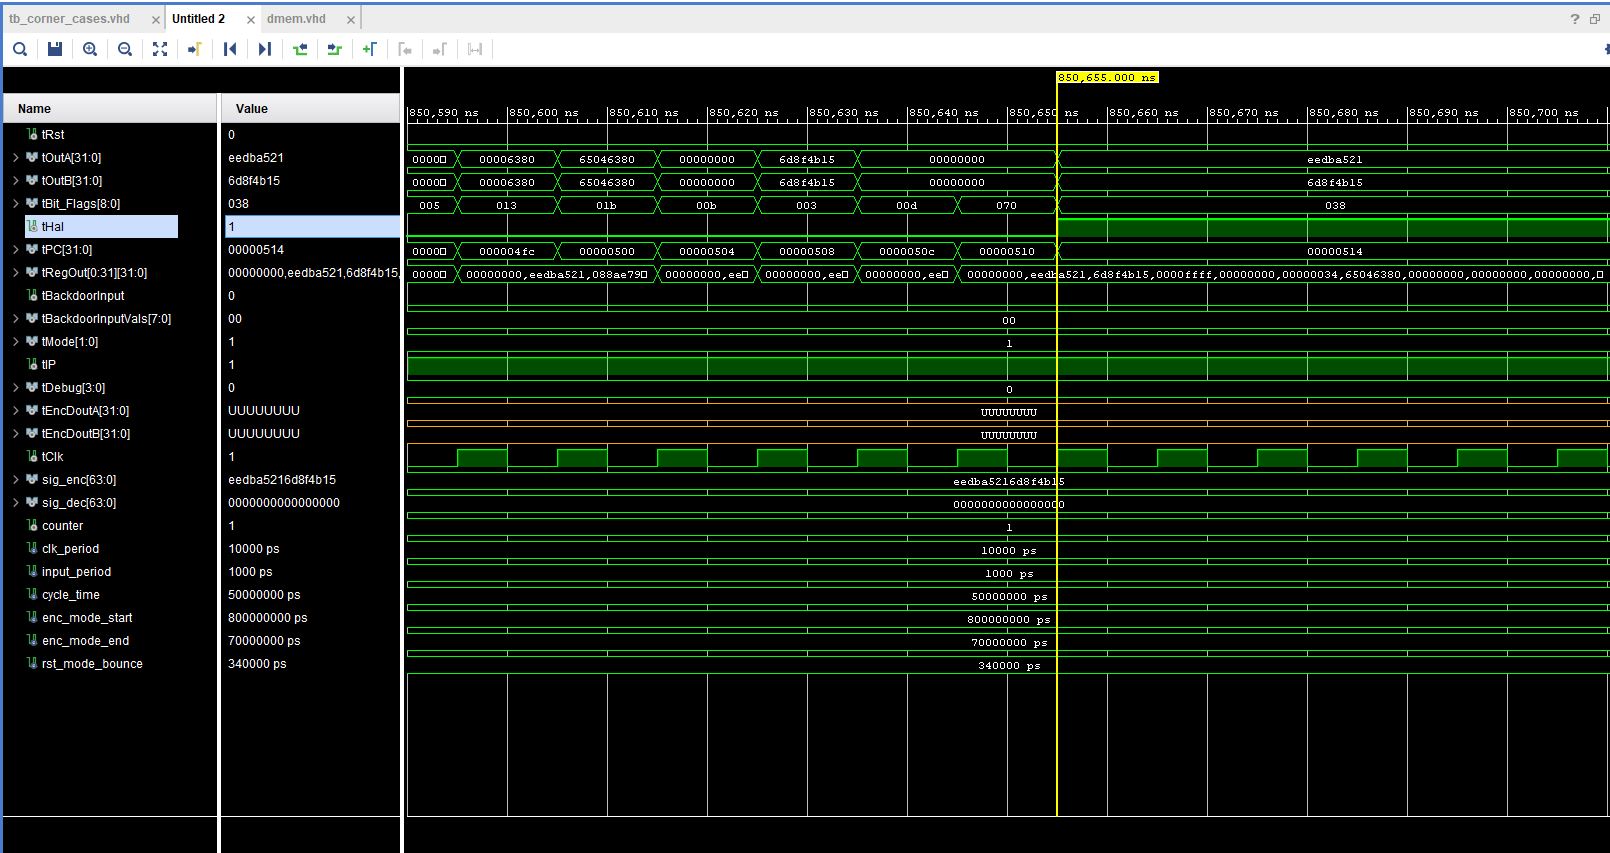 tb_corner_cases.vhd × Untitled 2 × dmem.vhd ×
?
850,655.000 ns
Name Value
850,590 ns 850,600 ns 850,610 ns 850,620 ns 850,630 ns 850,640 ns 850,650 ns 850,660 ns 850,670 ns 850,680 ns 850,690 ns 850,700 ns
tRst 0
tOutA[31:0] eedba521 0000□ 00006380 65046380 00000000 6d8f4b15 00000000 eedba521
tOutB[31:0] 6d8f4b15 0000□ 00006380 65046380 00000000 6d8f4b15 00000000 6d8f4b15
tBit_Flags[8:0] 038 005 013 01b 00b 003 00d 070 038
tHal 1
tPC[31:0] 00000514 0000□ 000004fc 00000500 00000504 00000508 0000050c 00000510 00000514
tRegOut[0:31][31:0] 00000000,eedba521,6d8f4b15, 0000□ 00000000,eedba521,088ae79□ 00000000,ee□ 00000000,ee□ 00000000,ee□ 00000000,eedba521,6d8f4b15,0000ffff,00000000,00000034,65046380,00000000,00000000,00000000,□
tBackdoorInput 0
tBackdoorInputVals[7:0] 00 00
tMode[1:0] 1 1
tIP 1
tDebug[3:0] 0 0
tEncDoutA[31:0] UUUUUUUU UUUUUUUU
tEncDoutB[31:0] UUUUUUUU UUUUUUUU
tClk 1
sig_enc[63:0] eedba5216d8f4b15 eedba5216d8f4b15
sig_dec[63:0] 0000000000000000 0000000000000000
counter 1 1
clk_period 10000 ps 10000 ps
input_period 1000 ps 1000 ps
cycle_time 50000000 ps 50000000 ps
enc_mode_start 800000000 ps 800000000 ps
enc_mode_end 70000000 ps 70000000 ps
rst_mode_bounce 340000 ps 340000 ps